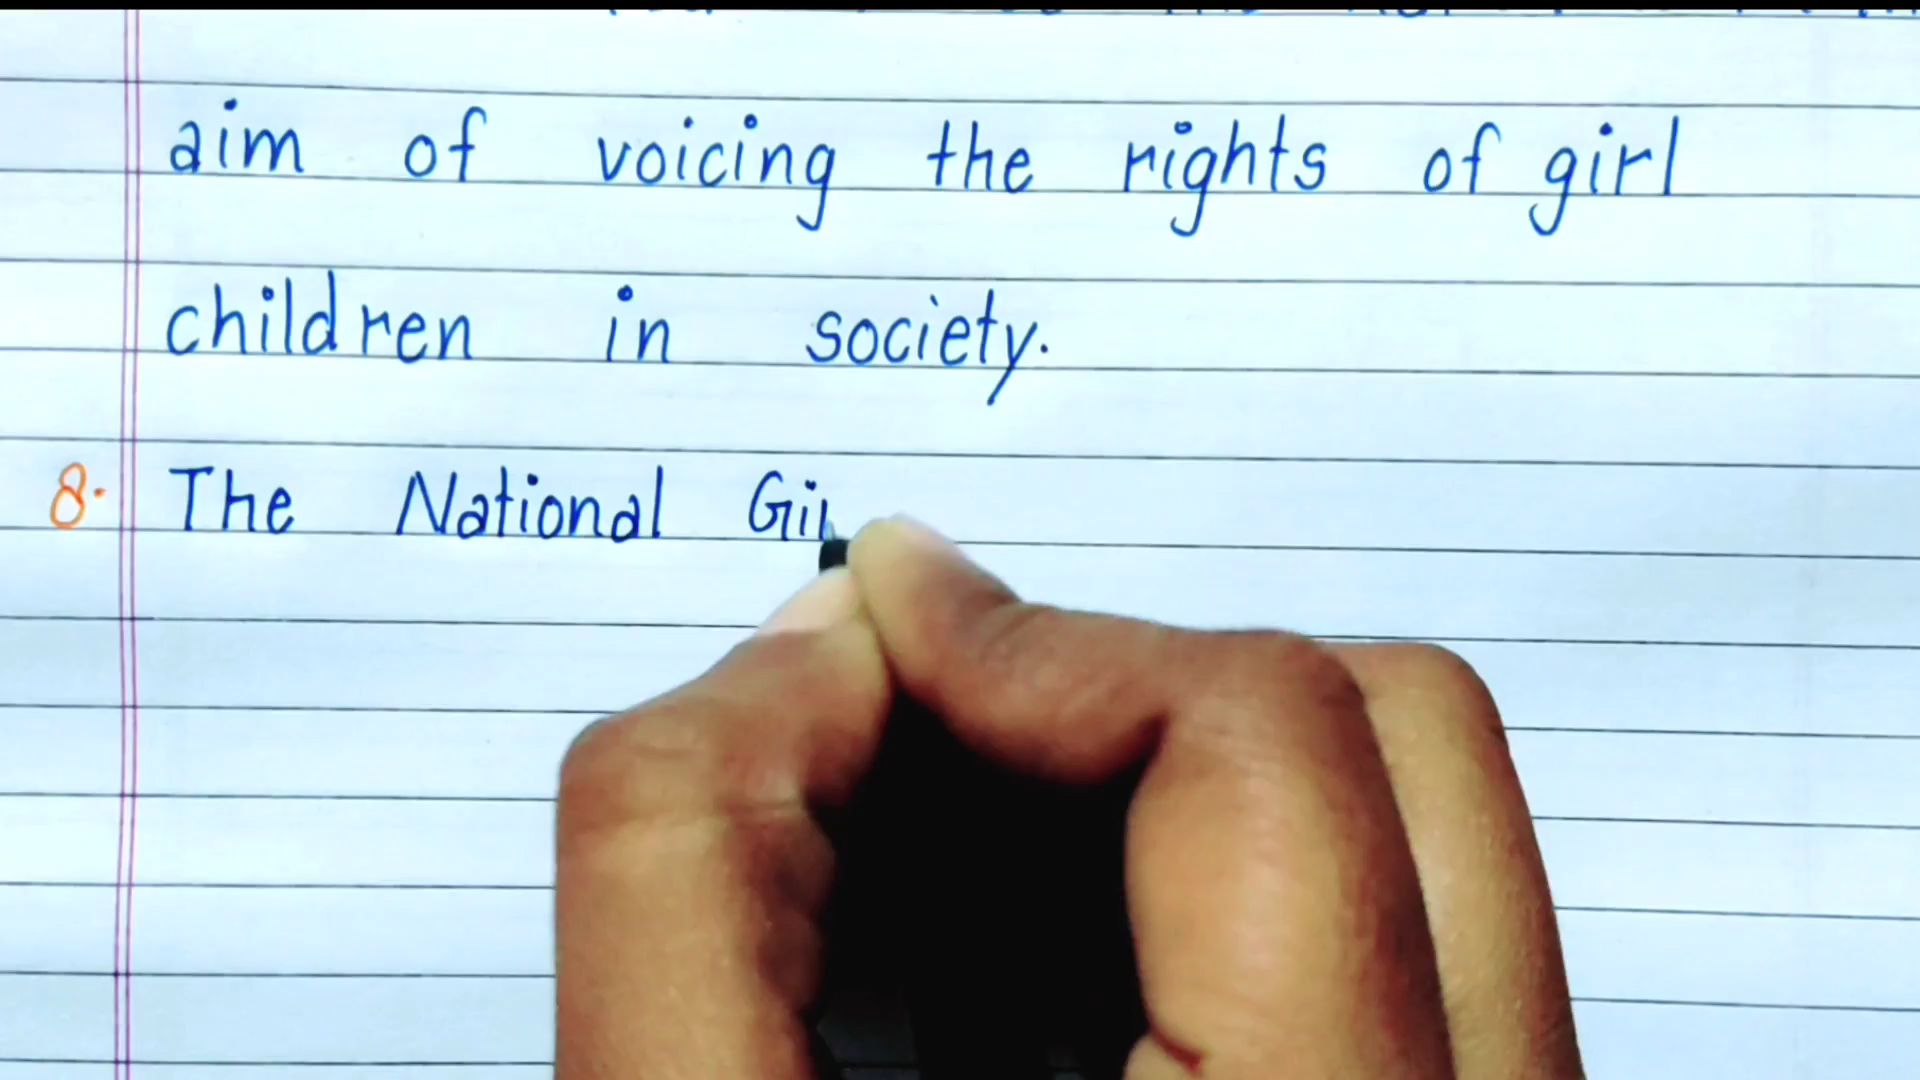 aim of voicing the rights of girl
children in society.
8. The National Gi